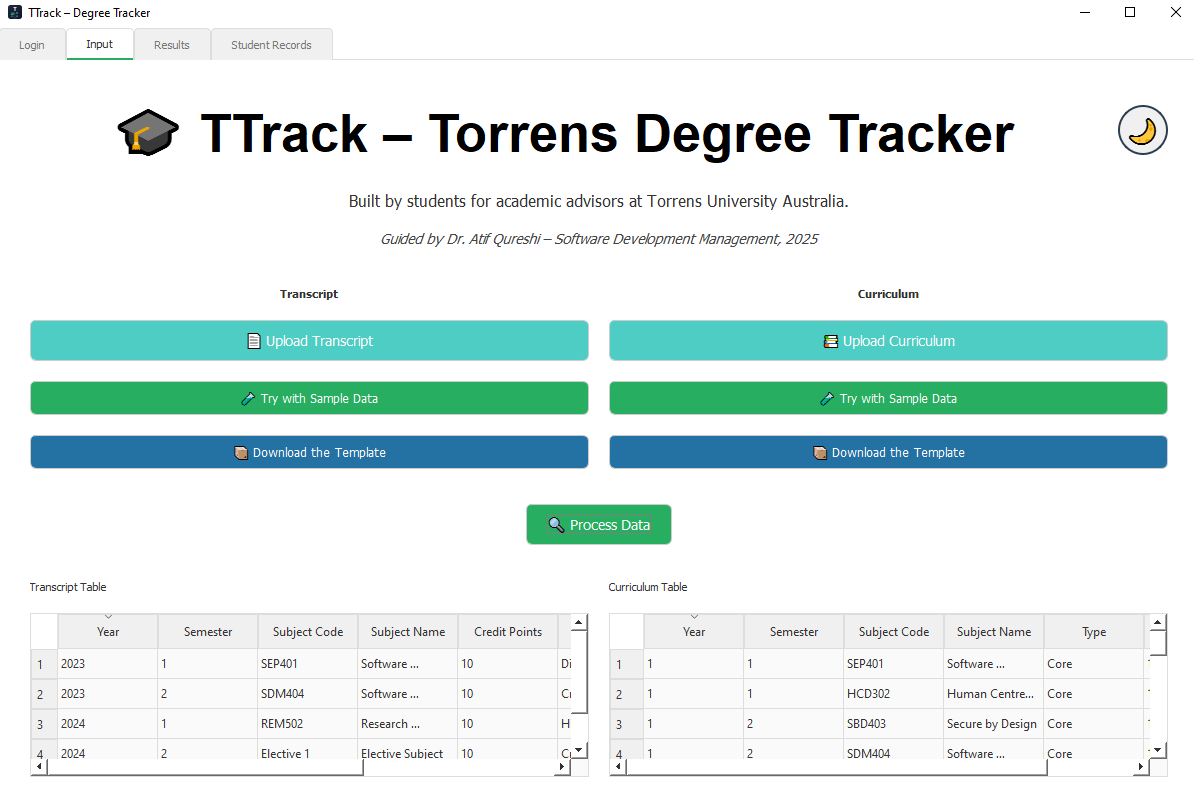 TTrack – Degree Tracker
Login Input Results Student Records
TTrack – Torrens Degree Tracker
Built by students for academic advisors at Torrens University Australia.
Guided by Dr. Atif Qureshi – Software Development Management, 2025
Transcript Curriculum
Upload Transcript Upload Curriculum
Try with Sample Data Try with Sample Data
Download the Template Download the Template
Process Data
Transcript Table Curriculum Table
Year Semester Subject Code Subject Name Credit Points
1 2023 1 SEP401 Software ... 10 Di
2 2023 2 SDM404 Software ... 10
3 2024 1 REM502 Research ... 10 H
4 2024 2 Elective 1 Elective Subject 10
Year Semester Subject Code Subject Name Type
1 1 1 SEP401 Software ... Core
2 1 1 HCD302 Human Centre... Core
3 1 2 SBD403 Secure by Design Core
4 1 2 SDM404 Software ... Core